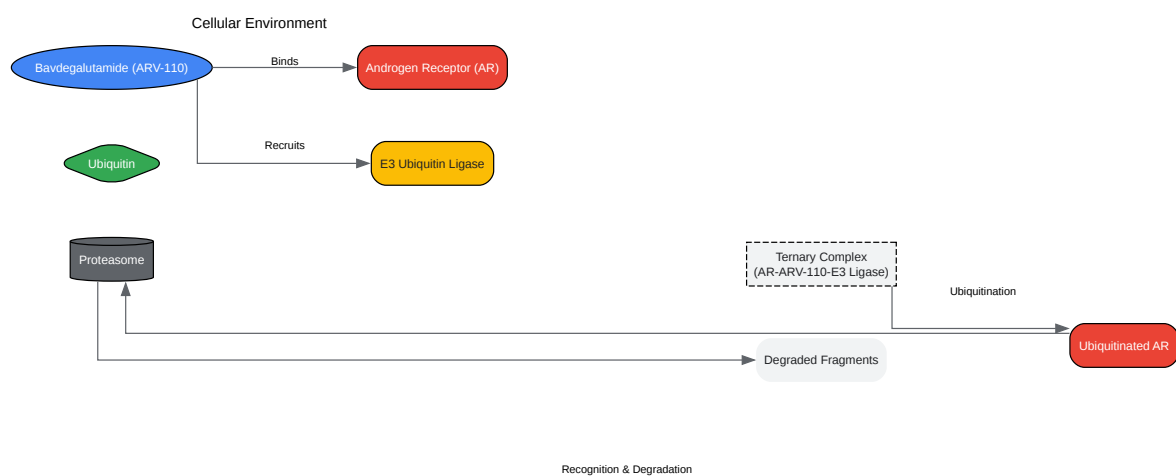 Cellular Environment
Bavdegalutamide (ARV-110)
Binds
Androgen Receptor (AR)
Ubiquitin
Recruits
E3 Ubiquitin Ligase
Proteasome
Ternary Complex
(AR-ARV-110-E3 Ligase)
Ubiquitination
Ubiquitinated AR
Degraded Fragments
Recognition & Degradation